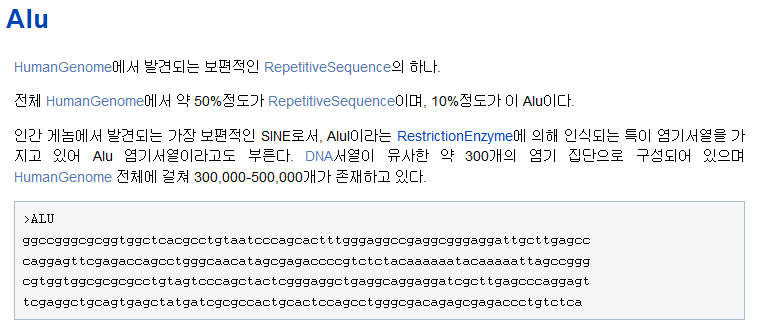 Alu
HumanGenome에서 발견되는 보편적인 RepetitiveSequence의 하나.
전체 HumanGenome에서 약 50%정도가 RepetitiveSequence이며, 10%정도가 이 Alu이다.
인간 게놈에서 발견되는 가장 보편적인 SINE로서, AluI이라는 RestrictionEnzyme에 의해 인식되는 특이 염기서열을 가
지고 있어 Alu 염기서열이라고도 부른다. DNA서열이 유사한 약 300개의 염기 집단으로 구성되어 있으며
HumanGenome 전체에 걸쳐 300,000-500,000개가 존재하고 있다.
>ALU
ggccgggcgcggtggctcacgcctgtaatcccagcactttgggaggccgaggcgggaggattgcttgagcc
caggagttcgagaccagcctgggcaacatagcgagaccccgtctctacaaaaaatacaaaaattagccggg
cgtggtggcgcgcgcctgtagtcccagctactcgggaggctgaggcaggaggatcgcttgagcccaggagt
tcgaggctgcagtgagctatgatcgcgccactgcactccagcctgggcgacagagcgagaccctgtctca